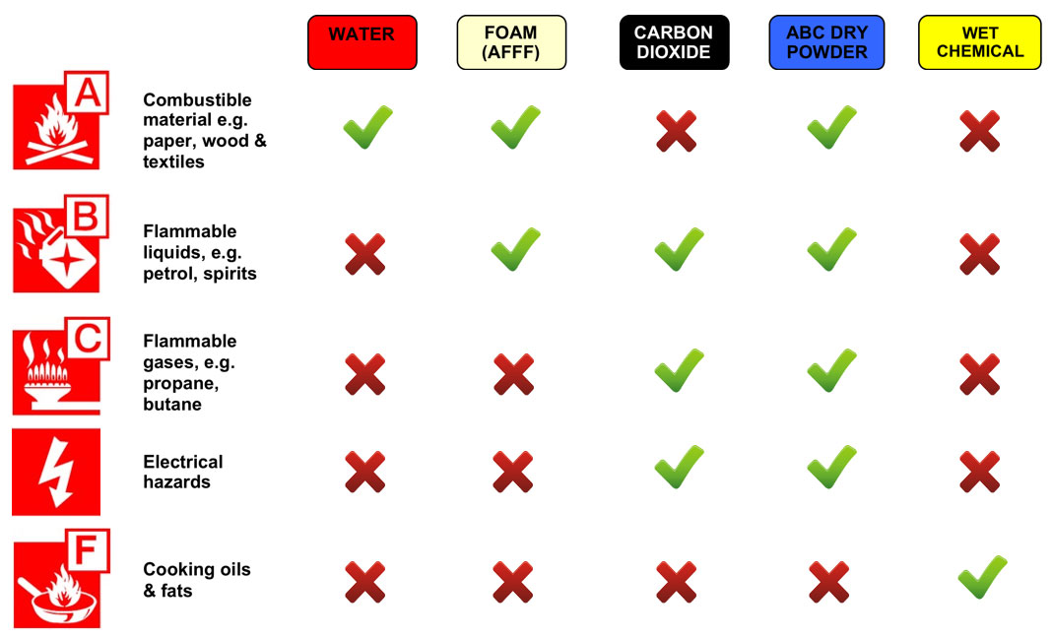 WATER
FOAM
(AFFF)
CARBON
DIOXIDE
ABC DRY
POWDER
WET
CHEMICAL
A
Combustible
material e.g.
paper, wood &
textiles
B
Flammable
liquids, e.g.
petrol, spirits
C
Flammable
gases, e.g.
propane,
butane
Electrical
hazards
F
Cooking oils
& fats